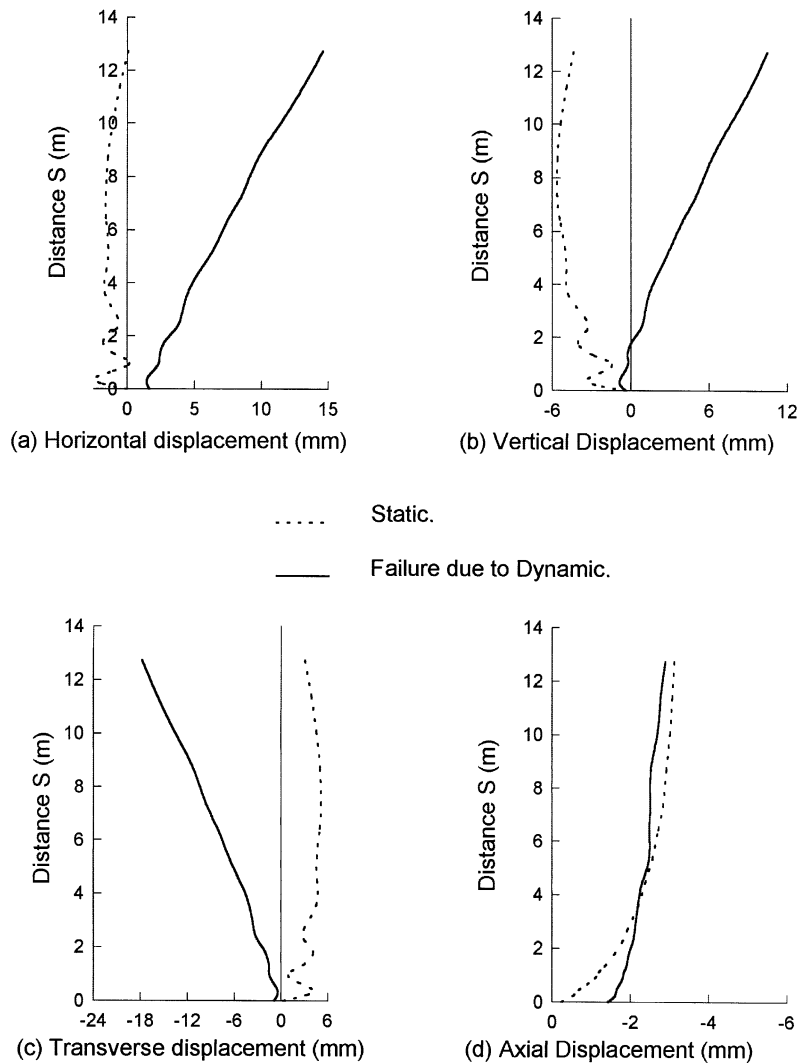 14
12
10
8
6
4
2
0
Distance S (m)
0 5 10 15
(a) Horizontal displacement (mm)
14
12
10
8
6
4
2
0
Distance S (m)
-6 0 6 12
(b) Vertical Displacement (mm)
Static.
Failure due to Dynamic.
14
12
10
8
6
4
2
0
Distance S (m)
-24 -18 -12 -6 0 6
(c) Transverse displacement (mm)
14
12
10
8
6
4
2
0
Distance S (m)
0 -2 -4 -6
(d) Axial Displacement (mm)